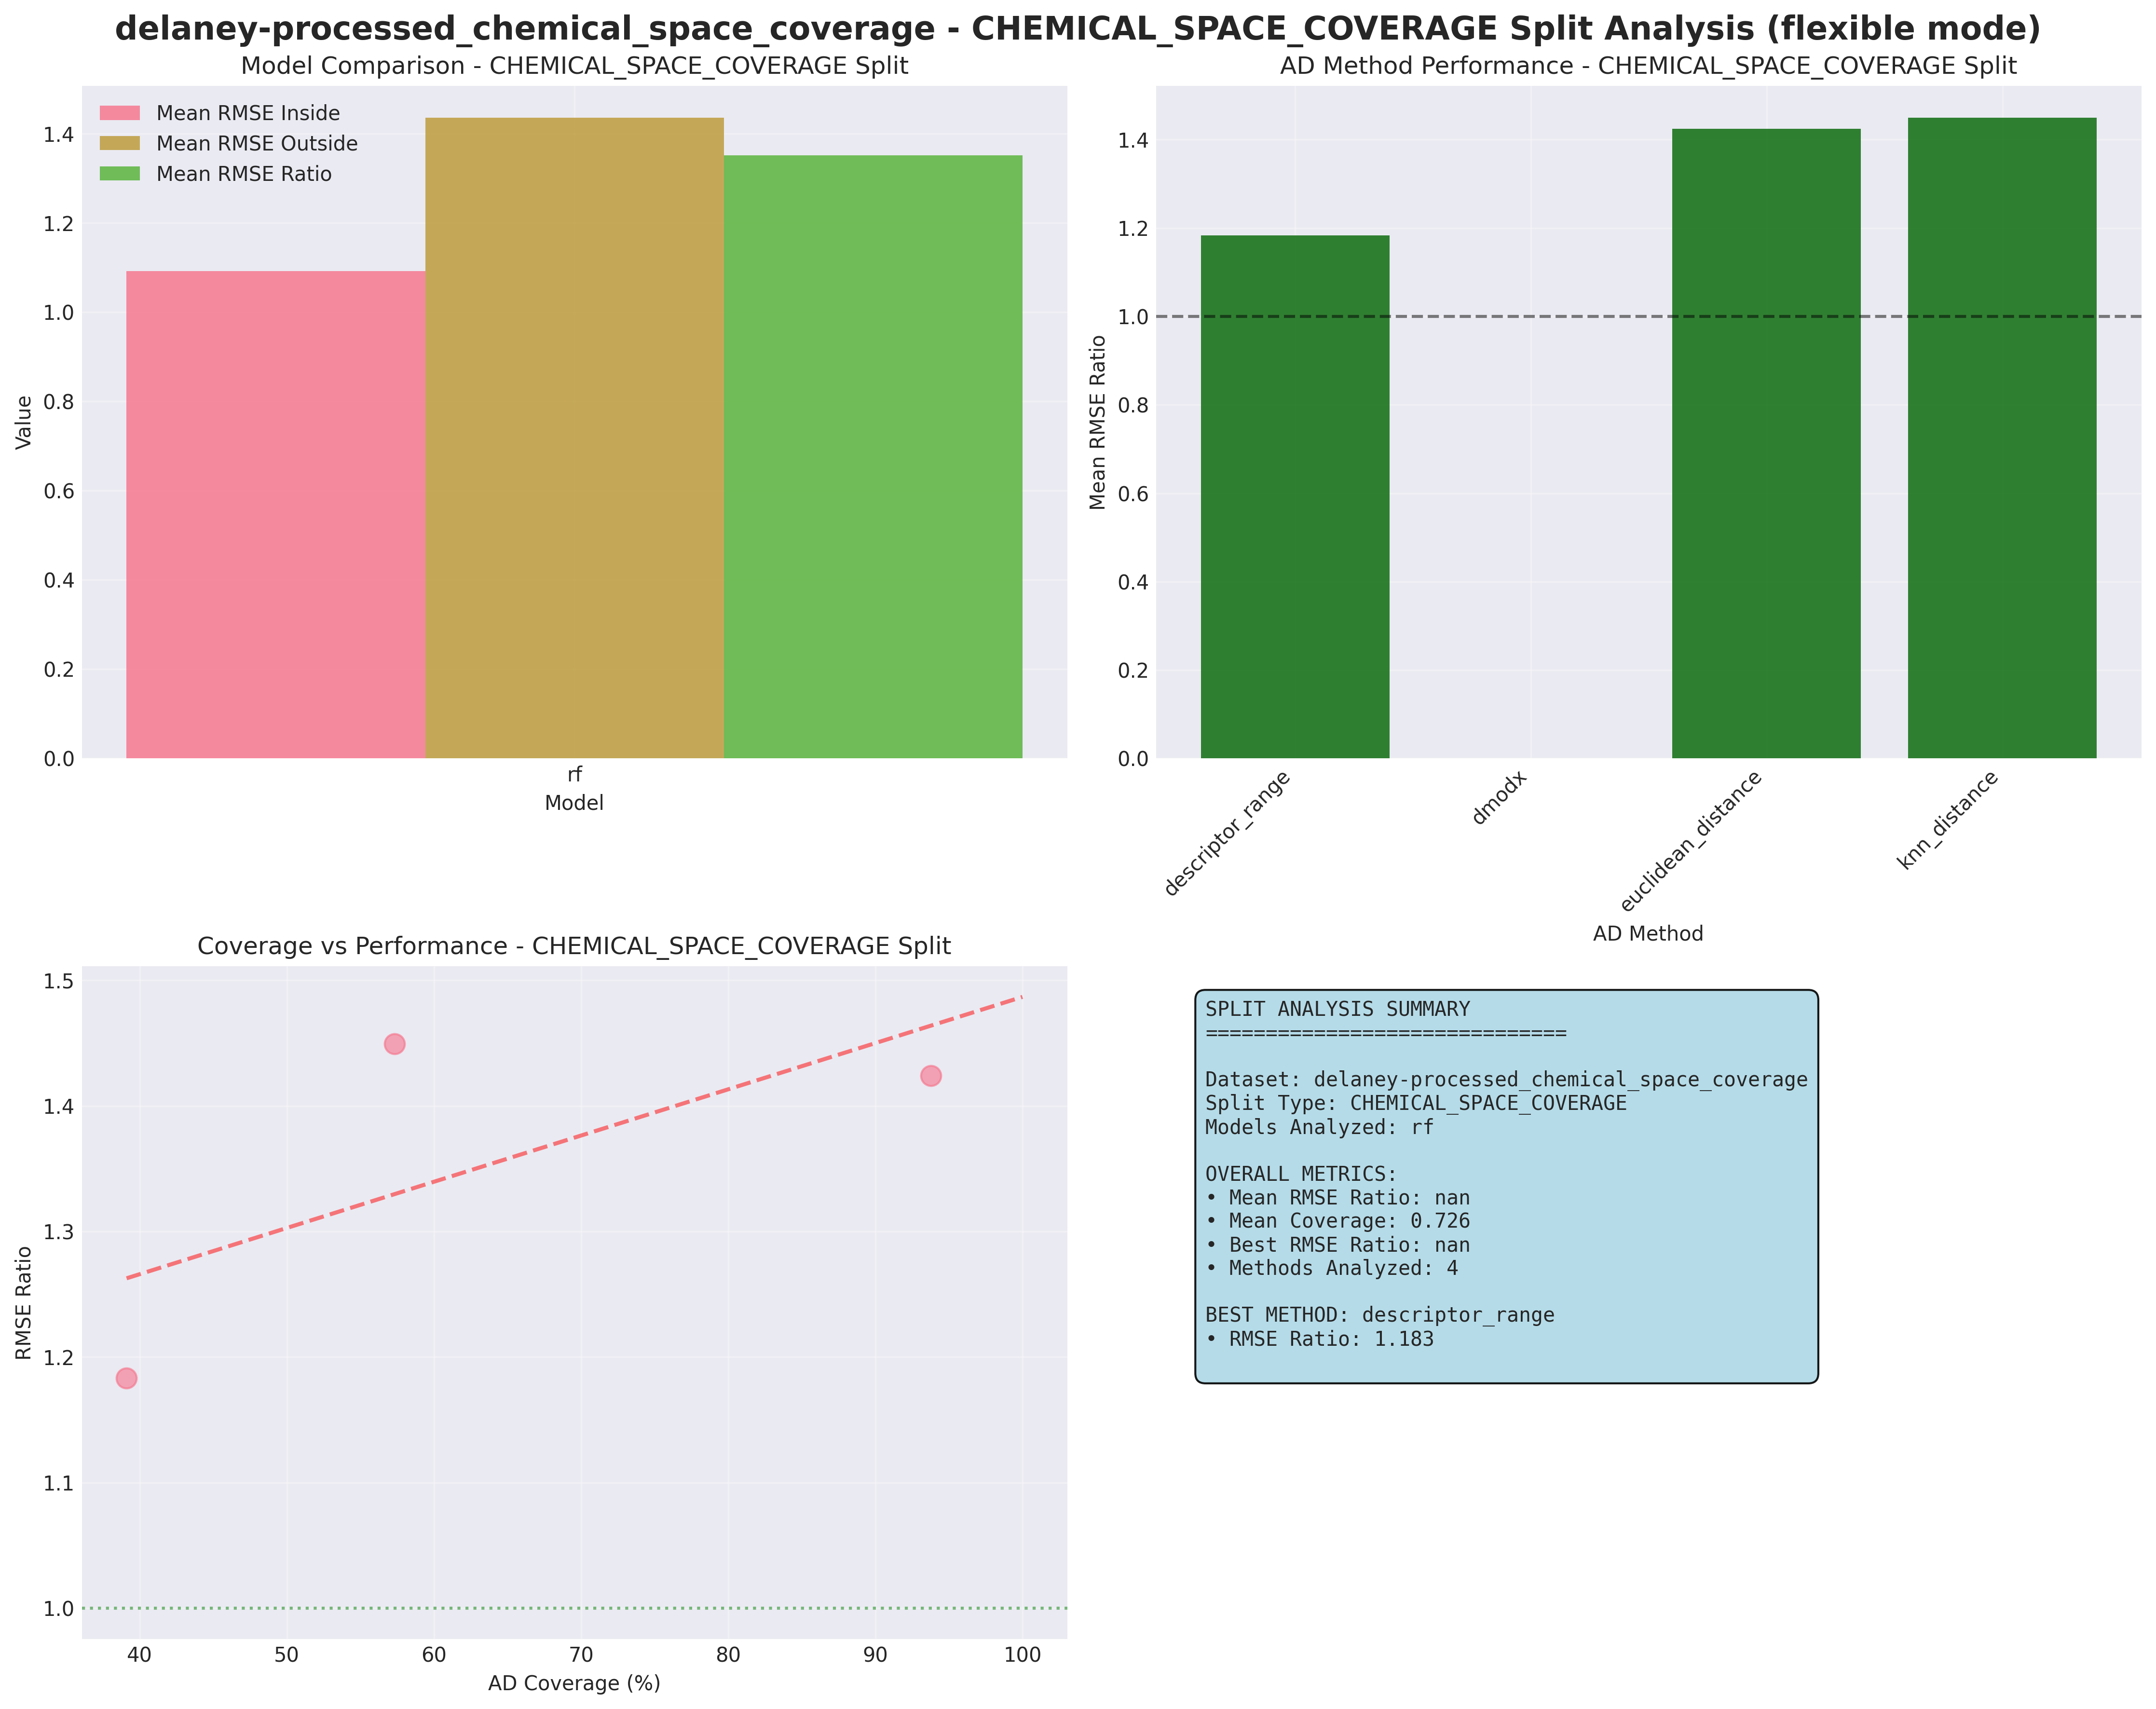 delaney-processed_chemical_space_coverage - CHEMICAL_SPACE_COVERAGE Split Analysis (flexible mode)
Model Comparison - CHEMICAL_SPACE_COVERAGE Split
Mean RMSE Inside
Mean RMSE Outside
Mean RMSE Ratio
Value
1.4
1.2
1.0
0.8
0.6
0.4
0.2
0.0
rf
Model
AD Method Performance - CHEMICAL_SPACE_COVERAGE Split
Mean RMSE Ratio
1.4
1.2
1.0
0.8
0.6
0.4
0.2
0.0
descriptor_range
dmodx
euclidean_distance
knn_distance
AD Method
Coverage vs Performance - CHEMICAL_SPACE_COVERAGE Split
RMSE Ratio
1.5
1.4
1.3
1.2
1.1
1.0
40 50 60 70 80 90 100
AD Coverage (%)
SPLIT ANALYSIS SUMMARY
==============================
Dataset: delaney-processed_chemical_space_coverage
Split Type: CHEMICAL_SPACE_COVERAGE
Models Analyzed: rf
OVERALL METRICS:
• Mean RMSE Ratio: nan
• Mean Coverage: 0.726
• Best RMSE Ratio: nan
• Methods Analyzed: 4
BEST METHOD: descriptor_range
• RMSE Ratio: 1.183